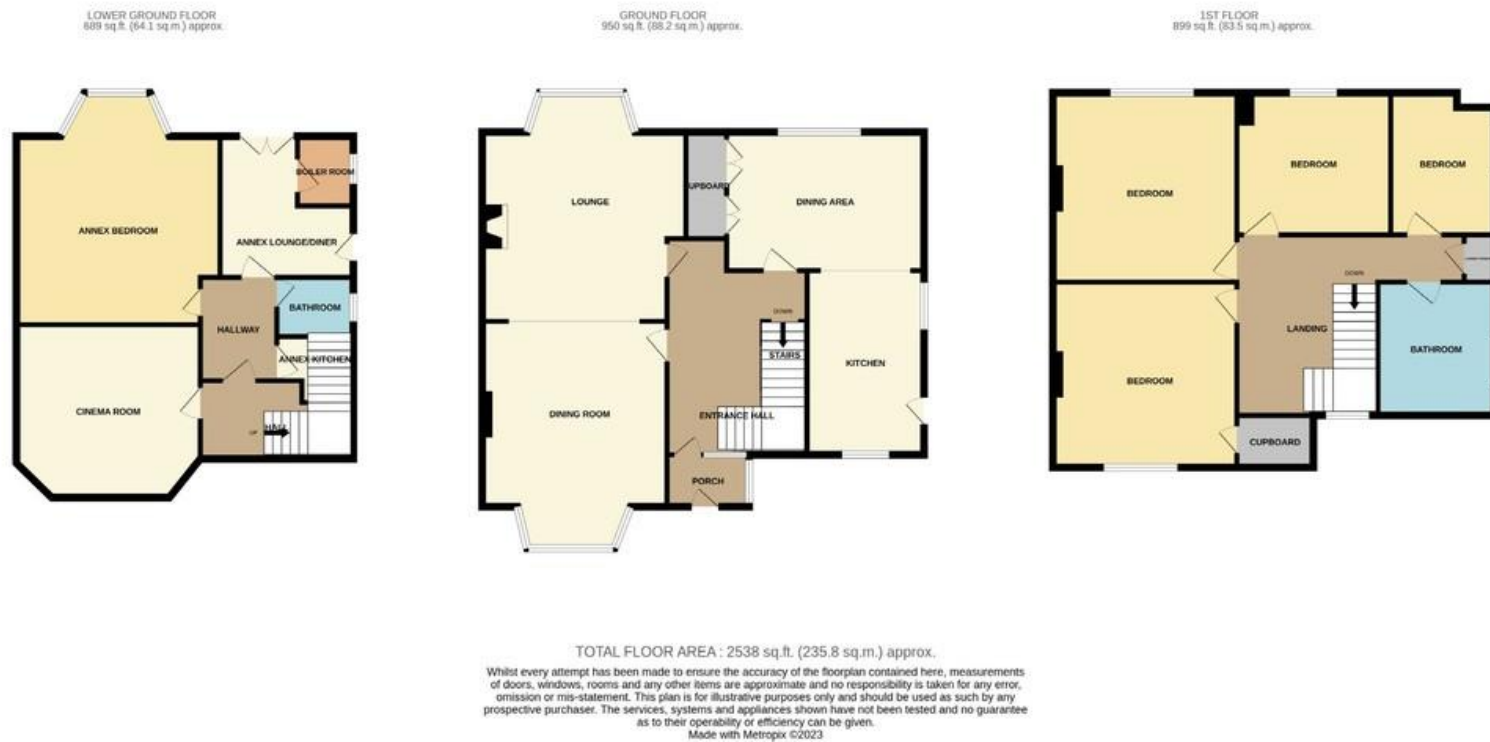 LOWER GROUND FLOOR
689 sq.ft. (64.1 sq.m.) approx.
BOILER ROOM
ANNEX BEDROOM
ANNEX LOUNGE/DINER
BATHROOM
HALLWAY
ANNEX KITCHEN
CINEMA ROOM
HALL
UP
GROUND FLOOR
950 sq.ft. (88.2 sq.m.) approx.
UPBOARD
LOUNGE
DINING AREA
DOWN
STAIRS
KITCHEN
DINING ROOM
ENTRANCE HALL
PORCH
1ST FLOOR
899 sq.ft. (83.5 sq.m.) approx.
BEDROOM
BEDROOM
BEDROOM
DOWN
LANDING
BATHROOM
BEDROOM
CUPBOARD
TOTAL FLOOR AREA : 2538 sq.ft. (235.8 sq.m.) approx.
Whilst every attempt has been made to ensure the accuracy of the floorplan contained here, measurements
of doors, windows, rooms and any other items are approximate and no responsibility is taken for any error,
omission or mis-statement. This plan is for illustrative purposes only and should be used as such by any
prospective purchaser. The services, systems and appliances shown have not been tested and no guarantee
as to their operability or efficiency can be given.
Made with Metropix ©2023